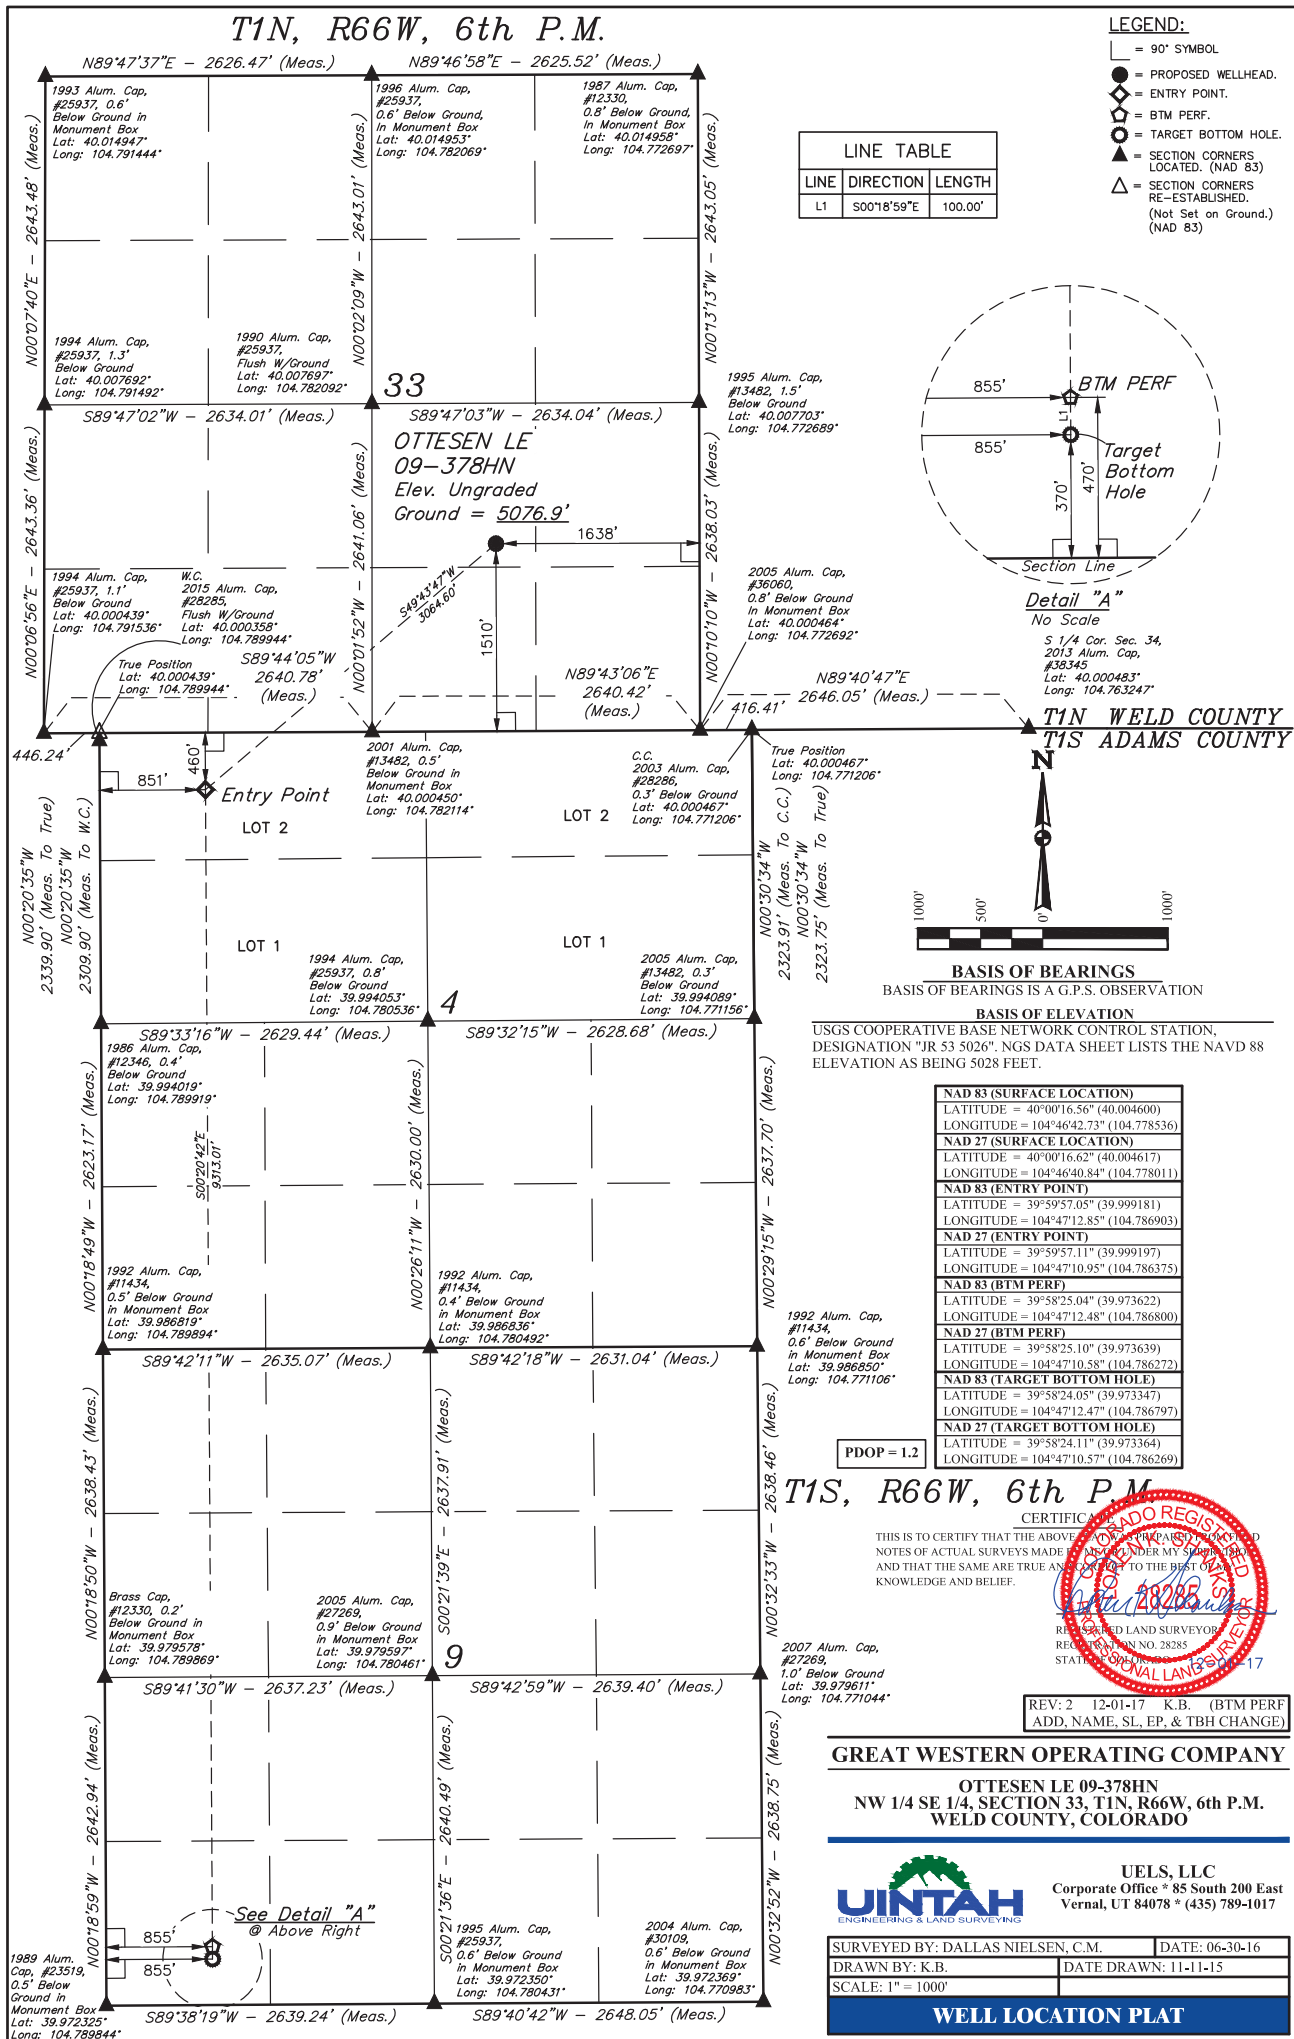 T1N, R66W, 6th P.M.
N89°47'37"E - 2626.47' (Meas.)
N89°46'58"E - 2625.52' (Meas.)
1993 Alum. Cap,
#25937, 0.6'
Below Ground in
Monument Box
Lat: 40.014947°
Long: 104.791444°
1996 Alum. Cap,
#25937,
0.6' Below Ground,
In Monument Box
Lat: 40.014953°
Long: 104.782069°
1987 Alum. Cap,
#12330,
0.8' Below Ground,
In Monument Box
Lat: 40.014958°
Long: 104.772697°
N00°07'40"E - 2643.48' (Meas.)
N00°02'09"W - 2643.01' (Meas.)
N00°13'13"W - 2643.05' (Meas.)
1994 Alum. Cap,
#25937, 1.3'
Below Ground
Lat: 40.007692°
Long: 104.791492°
1990 Alum. Cap,
#25937,
Flush W/Ground
Lat: 40.007697°
Long: 104.782092°
33
1995 Alum. Cap,
#13482, 1.5'
Below Ground
Lat: 40.007703°
Long: 104.772689°
S89°47'02"W - 2634.01' (Meas.)
S89°47'03"W - 2634.04' (Meas.)
OTTESEN LE
09-378HN
Elev. Ungraded
Ground = 5076.9'
1638'
1510'
S49°43'47"W
3064.60'
N00°06'56"E - 2643.36' (Meas.)
N00°01'52"W - 2641.06' (Meas.)
N00°10'10"W - 2638.03' (Meas.)
1994 Alum. Cap,
#25937, 1.1'
Below Ground
Lat: 40.000439°
Long: 104.791536°
W.C.
2015 Alum. Cap,
#28285,
Flush W/Ground
Lat: 40.000358°
Long: 104.789944°
True Position
Lat: 40.000439°
Long: 104.789944°
S89°44'05"W
2640.78'
(Meas.)
N89°43'06"E
2640.42'
(Meas.)
2005 Alum. Cap,
#36060,
0.8' Below Ground
In Monument Box
Lat: 40.000464°
Long: 104.772692°
N89°40'47"E
2646.05' (Meas.)
416.41'
S 1/4 Cor. Sec. 34,
2013 Alum. Cap,
#38345
Lat: 40.000483°
Long: 104.763247°
T1N WELD COUNTY
T1S ADAMS COUNTY
446.24'
460'
851'
Entry Point
2001 Alum. Cap,
#13482, 0.5'
Below Ground in
Monument Box
Lat: 40.000450°
Long: 104.782114°
C.C.
2003 Alum. Cap,
#28286,
0.3' Below Ground
Lat: 40.000467°
Long: 104.771206°
True Position
Lat: 40.000467°
Long: 104.771206°
LOT 2
LOT 2
LOT 1
LOT 1
N00°20'35"W
2339.90' (Meas. To True)
N00°20'35"W
2309.90' (Meas. To W.C.)
N00°30'34"W
2323.91' (Meas. To C.C.)
N00°30'34"W
2323.75' (Meas. To True)
1994 Alum. Cap,
#25937, 0.8'
Below Ground
Lat: 39.994053°
Long: 104.780536°
4
2005 Alum. Cap,
#13482, 0.3'
Below Ground
Lat: 39.994089°
Long: 104.771156°
S89°33'16"W - 2629.44' (Meas.)
S89°32'15"W - 2628.68' (Meas.)
1986 Alum. Cap,
#12346, 0.4'
Below Ground
Lat: 39.994019°
Long: 104.789919°
S00°20'42"E
9313.01'
N00°18'49"W - 2623.17' (Meas.)
N00°26'11"W - 2630.00' (Meas.)
N00°29'15"W - 2637.70' (Meas.)
1992 Alum. Cap,
#11434,
0.5' Below Ground
in Monument Box
Lat: 39.986819°
Long: 104.789894°
1992 Alum. Cap,
#11434,
0.4' Below Ground
in Monument Box
Lat: 39.986836°
Long: 104.780492°
1992 Alum. Cap,
#11434,
0.6' Below Ground
in Monument Box
Lat: 39.986850°
Long: 104.771106°
S89°42'11"W - 2635.07' (Meas.)
S89°42'18"W - 2631.04' (Meas.)
N00°18'50"W - 2638.43' (Meas.)
S00°21'39"E - 2637.91' (Meas.)
N00°32'33"W - 2638.46' (Meas.)
Brass Cap,
#12330, 0.2'
Below Ground in
Monument Box
Lat: 39.979578°
Long: 104.789869°
2005 Alum. Cap,
#27269,
0.9' Below Ground
in Monument Box
Lat: 39.979597°
Long: 104.780461°
9
2007 Alum. Cap,
#27269,
1.0' Below Ground
Lat: 39.979611°
Long: 104.771044°
S89°41'30"W - 2637.23' (Meas.)
S89°42'59"W - 2639.40' (Meas.)
N00°18'59"W - 2642.94' (Meas.)
S00°21'36"E - 2640.49' (Meas.)
N00°32'52"W - 2638.75' (Meas.)
See Detail "A"
@ Above Right
855'
855'
1989 Alum.
Cap, #23519,
0.5' Below
Ground in
Monument Box
Lat: 39.972325°
Long: 104.789844°
1995 Alum. Cap,
#25937,
0.6' Below Ground
in Monument Box
Lat: 39.972350°
Long: 104.780431°
2004 Alum. Cap,
#30109,
0.6' Below Ground
in Monument Box
Lat: 39.972369°
Long: 104.770983°
S89°38'19"W - 2639.24' (Meas.)
S89°40'42"W - 2648.05' (Meas.)
LEGEND:
= 90° SYMBOL
= PROPOSED WELLHEAD.
= ENTRY POINT.
= BTM PERF.
= TARGET BOTTOM HOLE.
= SECTION CORNERS
LOCATED. (NAD 83)
= SECTION CORNERS
RE-ESTABLISHED.
(Not Set on Ground.)
(NAD 83)
LINE TABLE
LINE DIRECTION LENGTH
L1 S00°18'59"E 100.00'
855'
BTM PERF
L1
855'
Target
Bottom
Hole
370'
470'
Section Line
Detail "A"
No Scale
N
1000' 500' 0' 1000'
BASIS OF BEARINGS
BASIS OF BEARINGS IS A G.P.S. OBSERVATION
BASIS OF ELEVATION
USGS COOPERATIVE BASE NETWORK CONTROL STATION,
DESIGNATION "JR 53 5026". NGS DATA SHEET LISTS THE NAVD 88
ELEVATION AS BEING 5028 FEET.
NAD 83 (SURFACE LOCATION)
LATITUDE = 40°00'16.56" (40.004600)
LONGITUDE = 104°46'42.73" (104.778536)
NAD 27 (SURFACE LOCATION)
LATITUDE = 40°00'16.62" (40.004617)
LONGITUDE = 104°46'40.84" (104.778011)
NAD 83 (ENTRY POINT)
LATITUDE = 39°59'57.05" (39.999181)
LONGITUDE = 104°47'12.85" (104.786903)
NAD 27 (ENTRY POINT)
LATITUDE = 39°59'57.11" (39.999197)
LONGITUDE = 104°47'10.95" (104.786375)
NAD 83 (BTM PERF)
LATITUDE = 39°58'25.04" (39.973622)
LONGITUDE = 104°47'12.48" (104.786800)
NAD 27 (BTM PERF)
LATITUDE = 39°58'25.10" (39.973639)
LONGITUDE = 104°47'10.58" (104.786272)
NAD 83 (TARGET BOTTOM HOLE)
LATITUDE = 39°58'24.05" (39.973347)
LONGITUDE = 104°47'12.47" (104.786797)
NAD 27 (TARGET BOTTOM HOLE)
LATITUDE = 39°58'24.11" (39.973364)
LONGITUDE = 104°47'10.57" (104.786269)
PDOP = 1.2
T1S, R66W, 6th P.M.
CERTIFICATE
THIS IS TO CERTIFY THAT THE ABOVE PLAT WAS PREPARED FROM FIELD
NOTES OF ACTUAL SURVEYS MADE BY ME OR UNDER MY SUPERVISION
AND THAT THE SAME ARE TRUE AND CORRECT TO THE BEST OF MY
KNOWLEDGE AND BELIEF.
COLORADO REGISTERED
LOREN K. SHANKS
28285
PROFESSIONAL LAND SURVEYOR
REGISTERED LAND SURVEYOR
REGISTRATION NO. 28285
STATE OF COLORADO
REV: 2 12-01-17 K.B. (BTM PERF
ADD, NAME, SL, EP, & TBH CHANGE)
GREAT WESTERN OPERATING COMPANY
OTTESEN LE 09-378HN
NW 1/4 SE 1/4, SECTION 33, T1N, R66W, 6th P.M.
WELD COUNTY, COLORADO
UINTAH
ENGINEERING & LAND SURVEYING
UELS, LLC
Corporate Office * 85 South 200 East
Vernal, UT 84078 * (435) 789-1017
SURVEYED BY: DALLAS NIELSEN, C.M. DATE: 06-30-16
DRAWN BY: K.B. DATE DRAWN: 11-11-15
SCALE: 1" = 1000'
WELL LOCATION PLAT